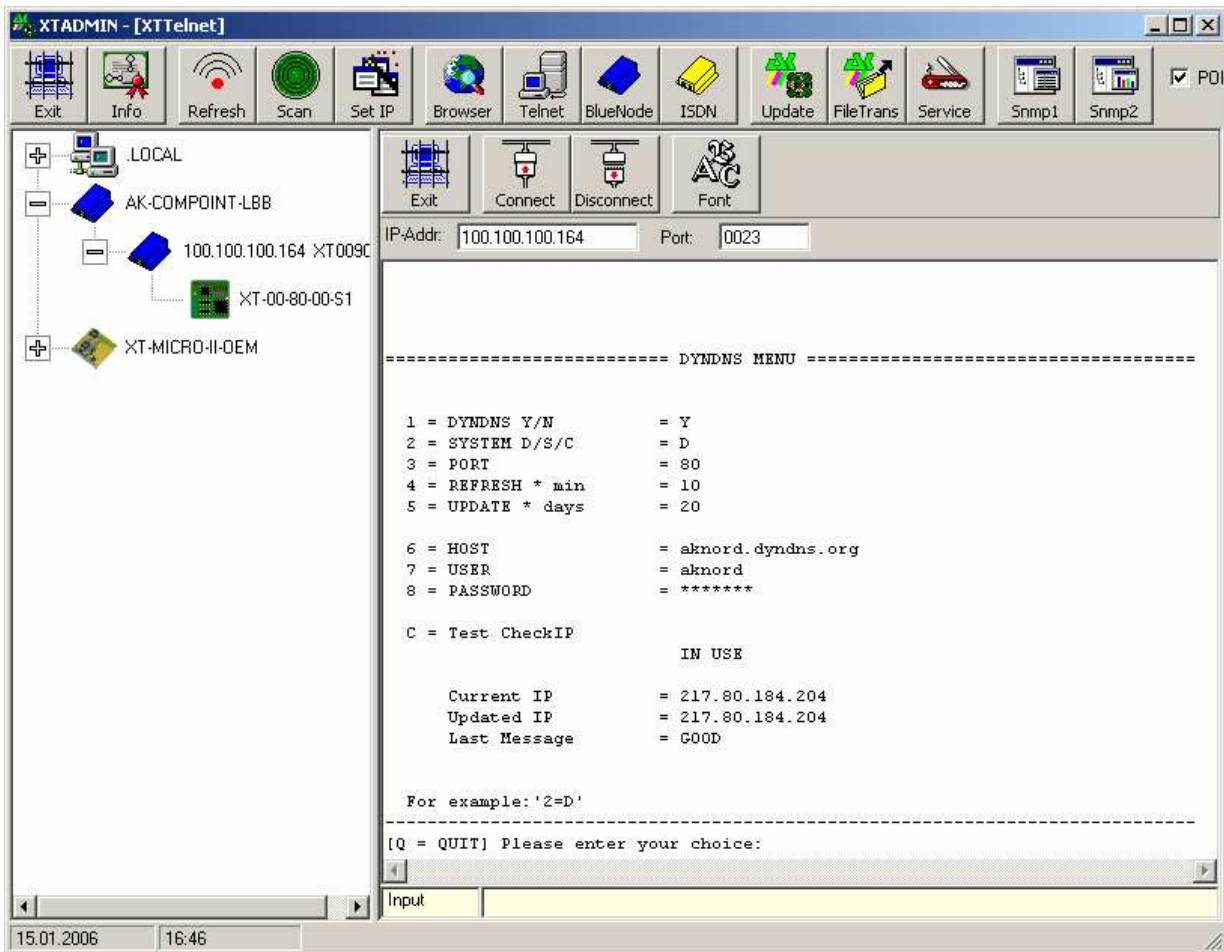 XTADMIN - [XTTelnet]
Exit Info Refresh Scan Set IP Browser Telnet BlueNode ISDN Update FileTrans Service Snmp1 Snmp2
.LOCAL
AK-COMPOINT-LBB
100.100.100.164 XT009
XT-00-80-00-S1
XT-MICRO-II-OEM
Exit Connect Disconnect Font
IP-Addr: 100.100.100.164 Port: 0023
=========================== DYNDNS MENU =====================================
1 = DYNDNS Y/N = Y
2 = SYSTEM D/S/C = D
3 = PORT = 80
4 = REFRESH * min = 10
5 = UPDATE * days = 20
6 = HOST = aknord.dyndns.org
7 = USER = aknord
8 = PASSWORD = *******
C = Test CheckIP
IN USE
Current IP = 217.80.184.204
Updated IP = 217.80.184.204
Last Message = GOOD
For example:'2=D'
-----------------------------------------------------------------------------
[Q = QUIT] Please enter your choice:
Input
15.01.2006 16:46